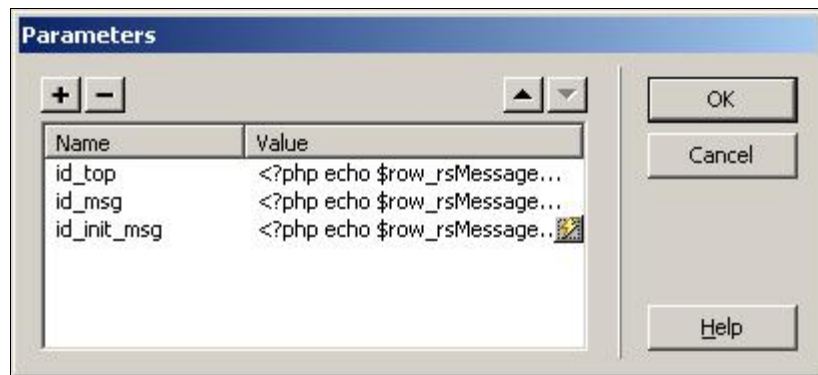 Parameters
+ −
OK
Name Value
Cancel
id_top <?php echo $row_rsMessage...
id_msg <?php echo $row_rsMessage...
id_init_msg <?php echo $row_rsMessage..
Help